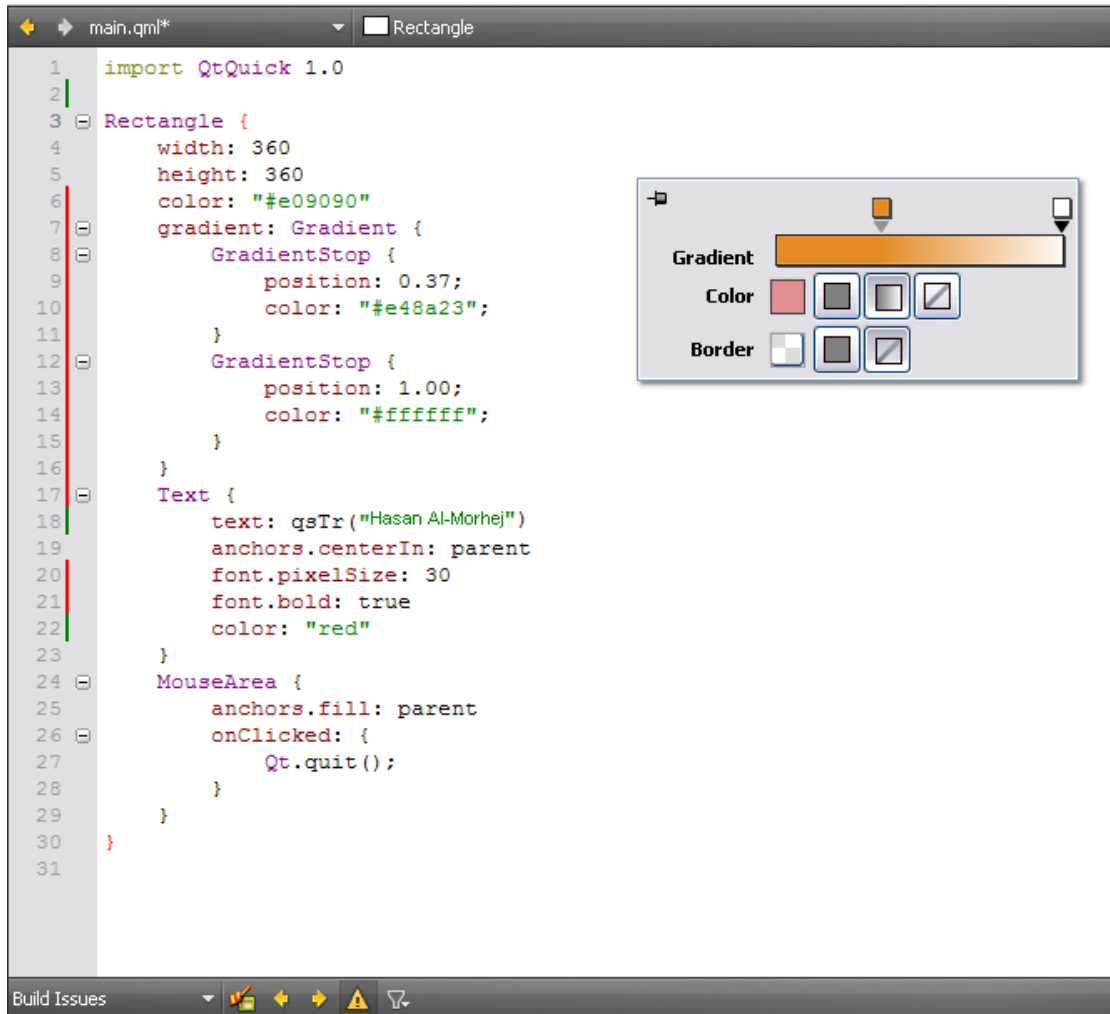 main.qml*
Rectangle
1 import QtQuick 1.0
2
3 Rectangle {
4 width: 360
5 height: 360
6 color: "#e09090"
7 gradient: Gradient {
8 GradientStop {
9 position: 0.37;
10 color: "#e48a23";
11 }
12 GradientStop {
13 position: 1.00;
14 color: "#ffffff";
15 }
16 }
17 Text {
18 text: qsTr("Hasan Al-Morhej")
19 anchors.centerIn: parent
20 font.pixelSize: 30
21 font.bold: true
22 color: "red"
23 }
24 MouseArea {
25 anchors.fill: parent
26 onClicked: {
27 Qt.quit();
28 }
29 }
30 }
31
Gradient
Color
Border
Build Issues